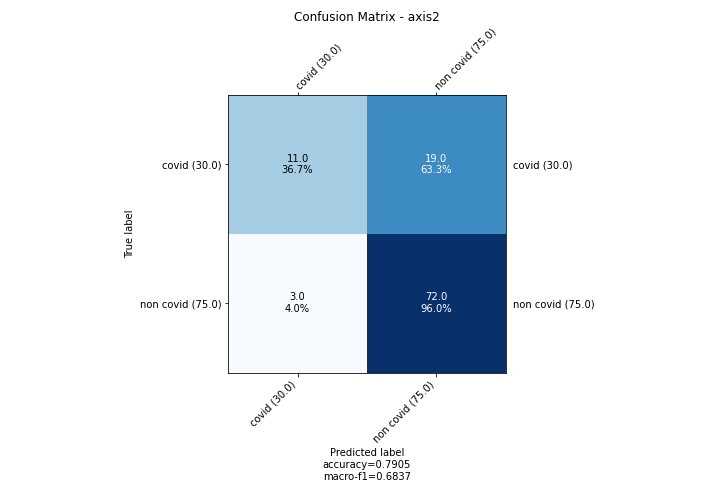 Confusion Matrix - axis2
covid (30.0)
non covid (75.0)
covid (30.0)
11.0
36.7%
19.0
63.3%
covid (30.0)
True label
non covid (75.0)
3.0
4.0%
72.0
96.0%
non covid (75.0)
covid (30.0)
non covid (75.0)
Predicted label
accuracy=0.7905
macro-f1=0.6837